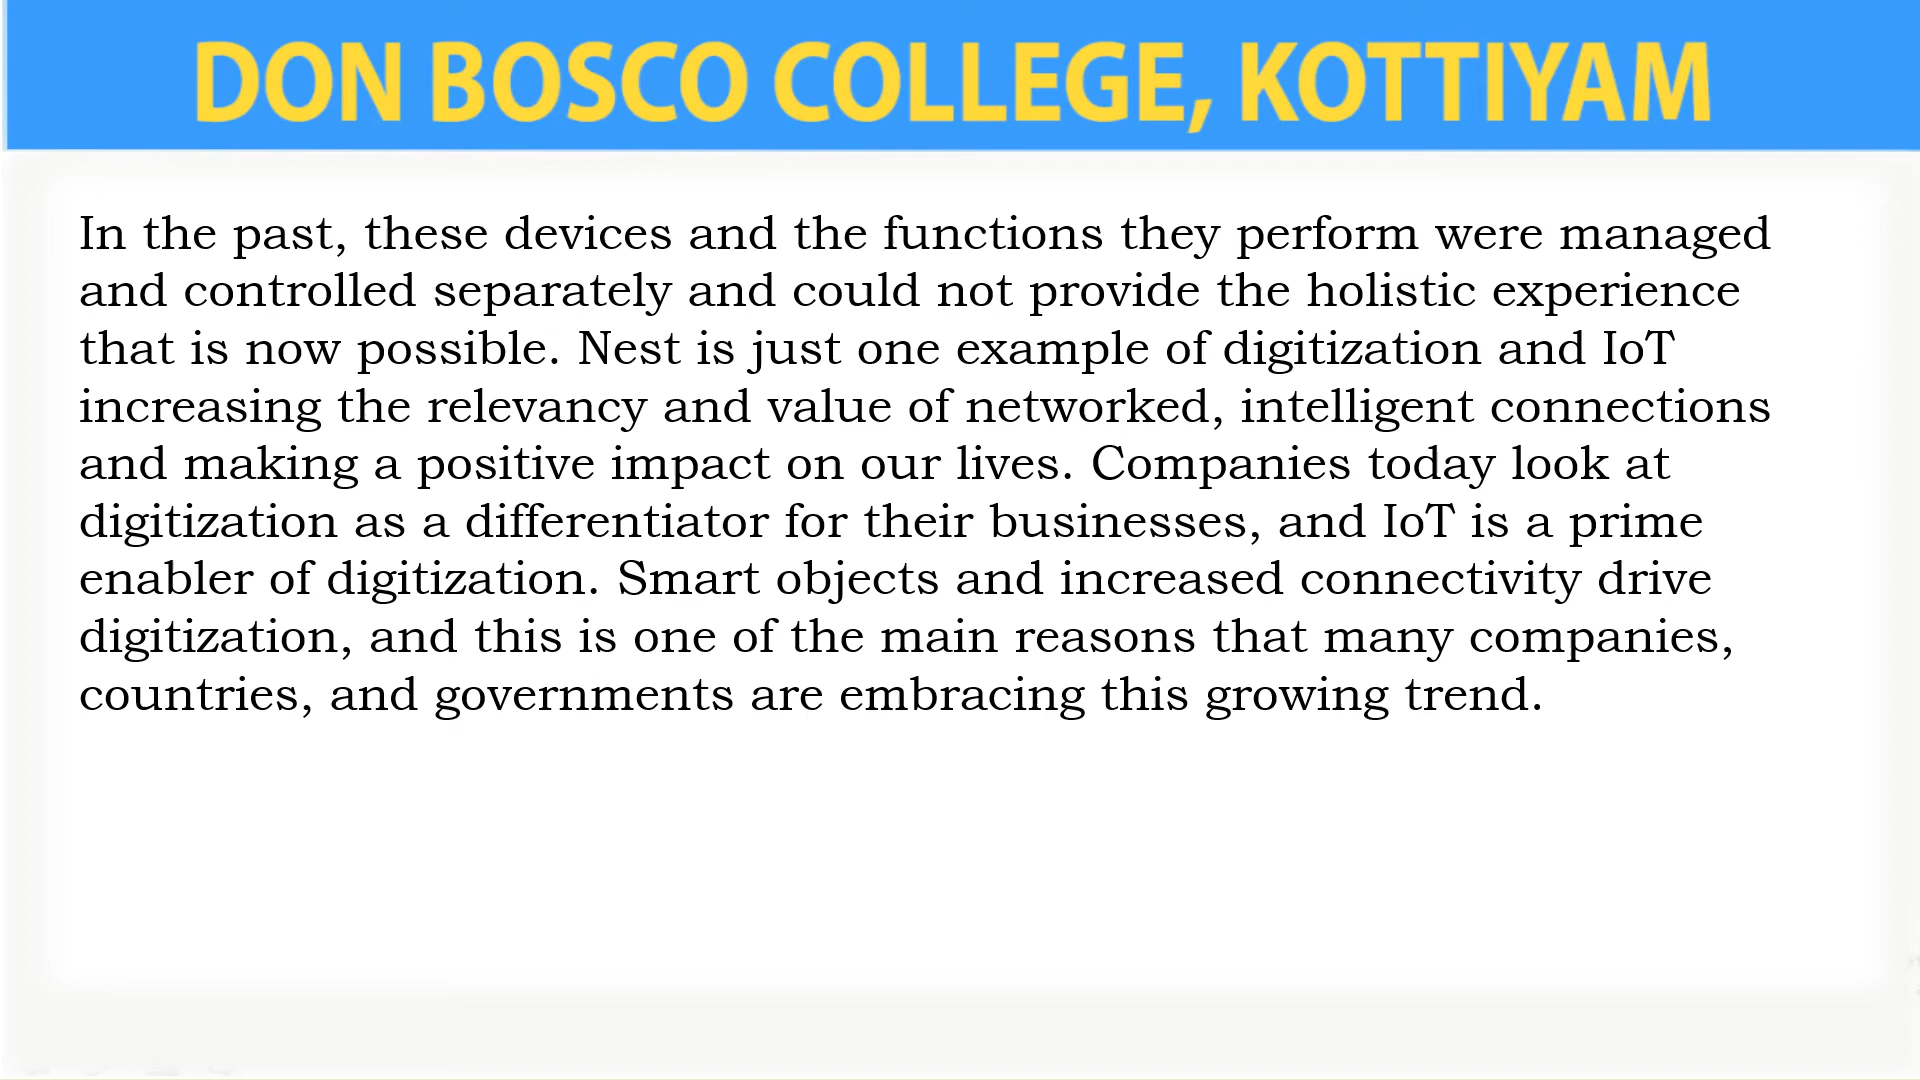 DON BOSCO COLLEGE, KOTTIYAM
In the past, these devices and the functions they perform were managed
and controlled separately and could not provide the holistic experience
that is now possible. Nest is just one example of digitization and IoT
increasing the relevancy and value of networked, intelligent connections
and making a positive impact on our lives. Companies today look at
digitization as a differentiator for their businesses, and IoT is a prime
enabler of digitization. Smart objects and increased connectivity drive
digitization, and this is one of the main reasons that many companies,
countries, and governments are embracing this growing trend.